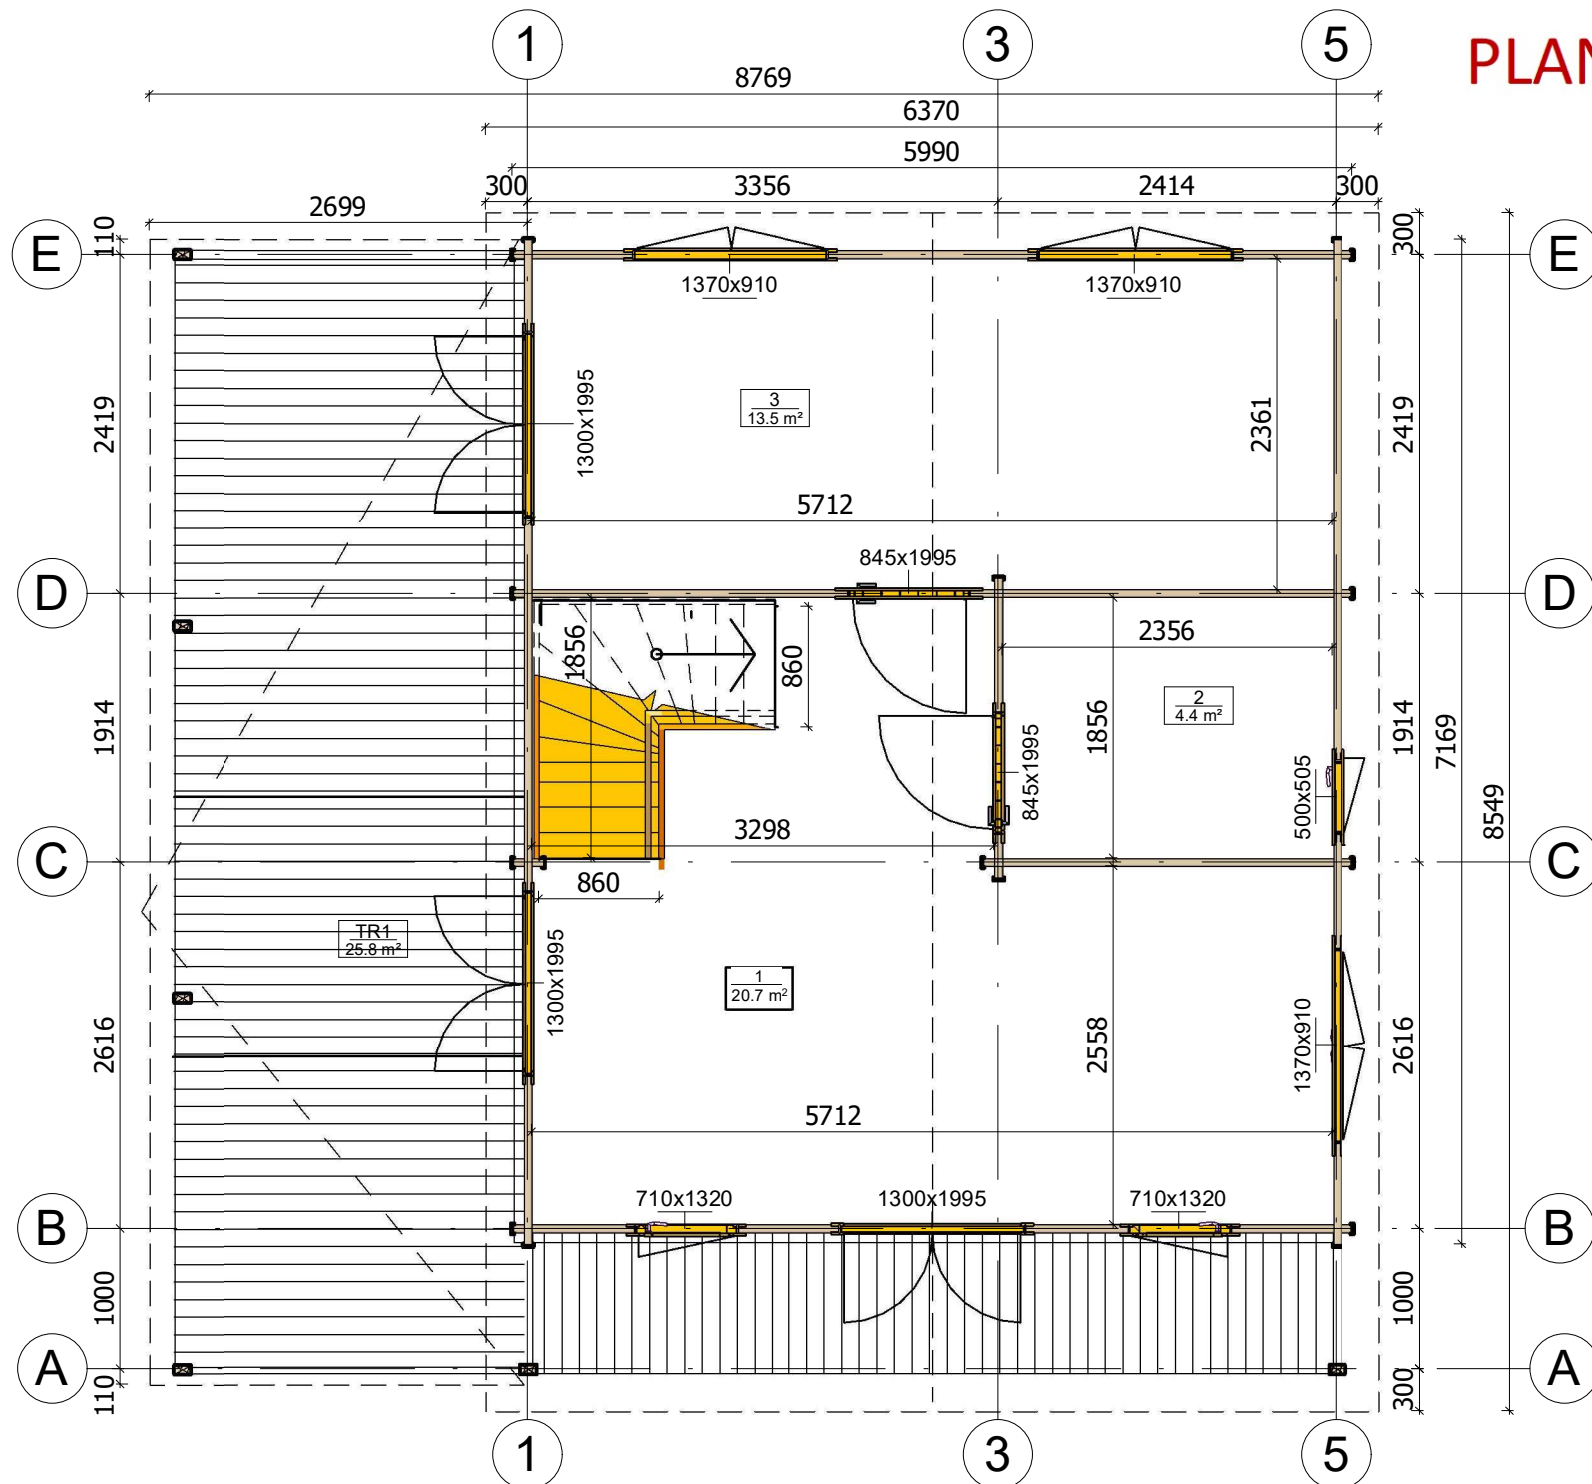 1
3
5
PLAN
8769
6370
5990
300
3356
2414
300
2699
110
300
E
E
1370x910
1370x910
2419
1300x1995
3
13.5 m²
2361
2419
5712
845x1995
D
D
1856
860
2356
2
4.4 m²
1914
845x1995
1856
500x505
1914
7169
8549
3298
C
C
860
TR1
25.8 m²
1300x1995
1
20.7 m²
2616
2558
1370x910
2616
5712
710x1320
1300x1995
710x1320
B
B
1000
1000
A
A
110
300
1
3
5